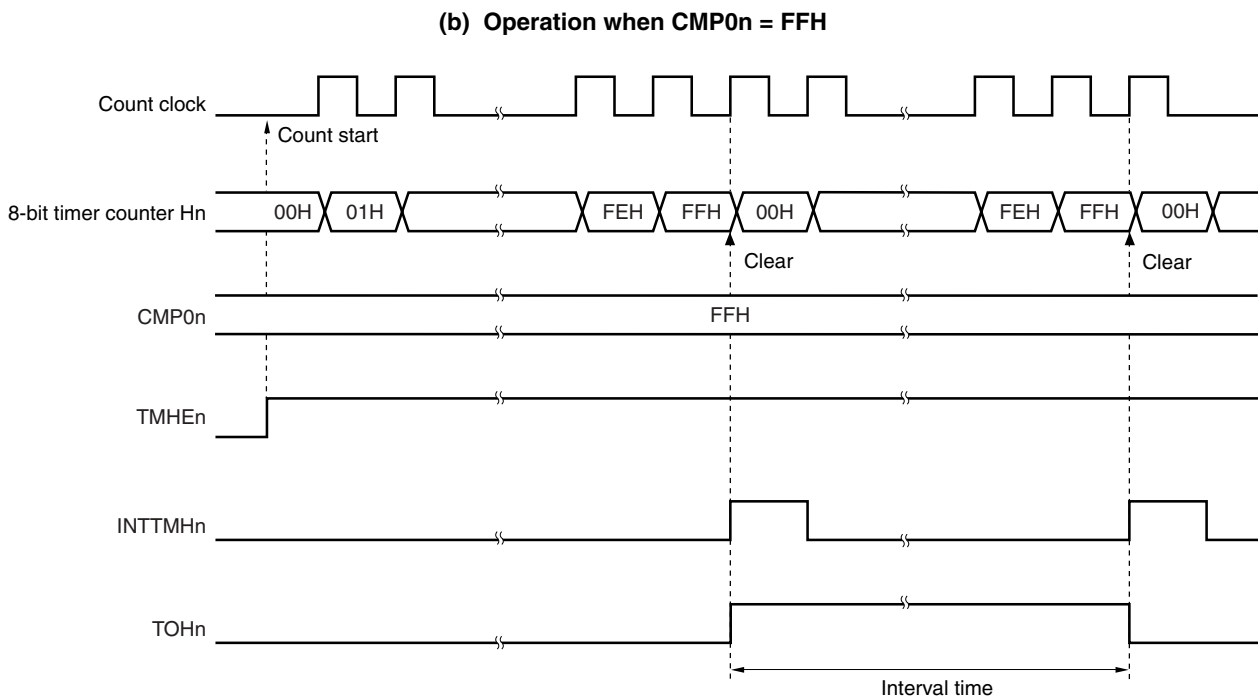 (b) Operation when CMP0n = FFH
Count clock
Count start
8-bit timer counter Hn
00H 01H FEH FFH 00H FEH FFH 00H
Clear Clear
CMP0n
FFH
TMHEn
INTTMHn
TOHn
Interval time